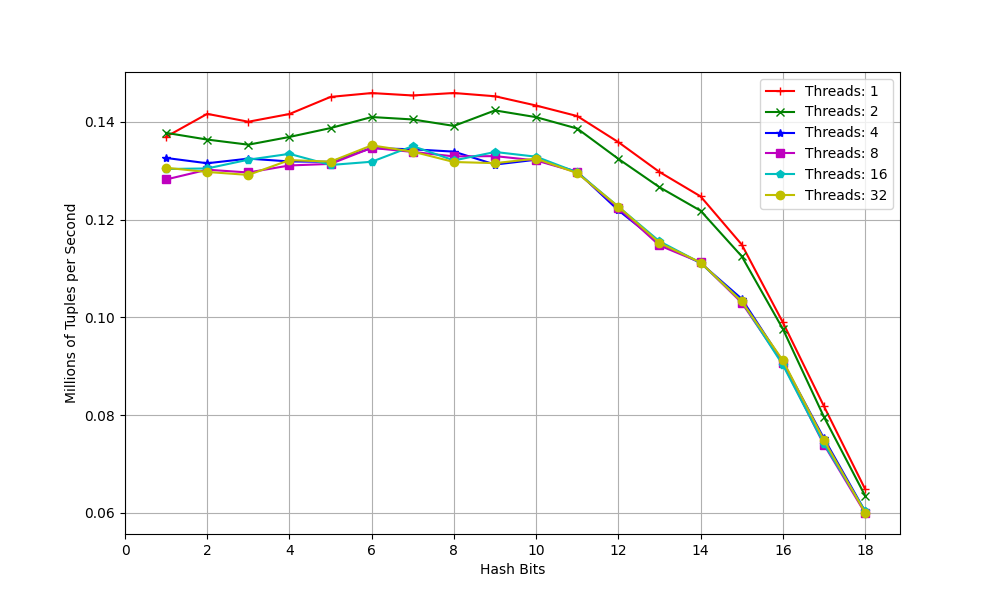 0.14
0.12
0.10
0.08
0.06
Millions of Tuples per Second
0 2 4 6 8 10 12 14 16 18
Hash Bits
Threads: 1
Threads: 2
Threads: 4
Threads: 8
Threads: 16
Threads: 32